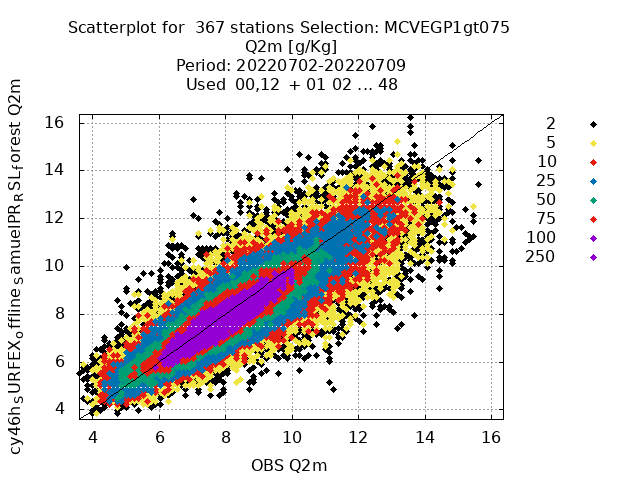 Scatterplot for 367 stations Selection: MCVEGP1gt075
Q2m [g/Kg]
Period: 20220702-20220709
Used 00,12 + 01 02 ... 48
cy46h_SURFEX_offline_samuelPR_RSL_Forest Q2m
16
14
12
10
8
6
4
4 6 8 10 12 14 16
OBS Q2m
2
5
10
25
50
75
100
250